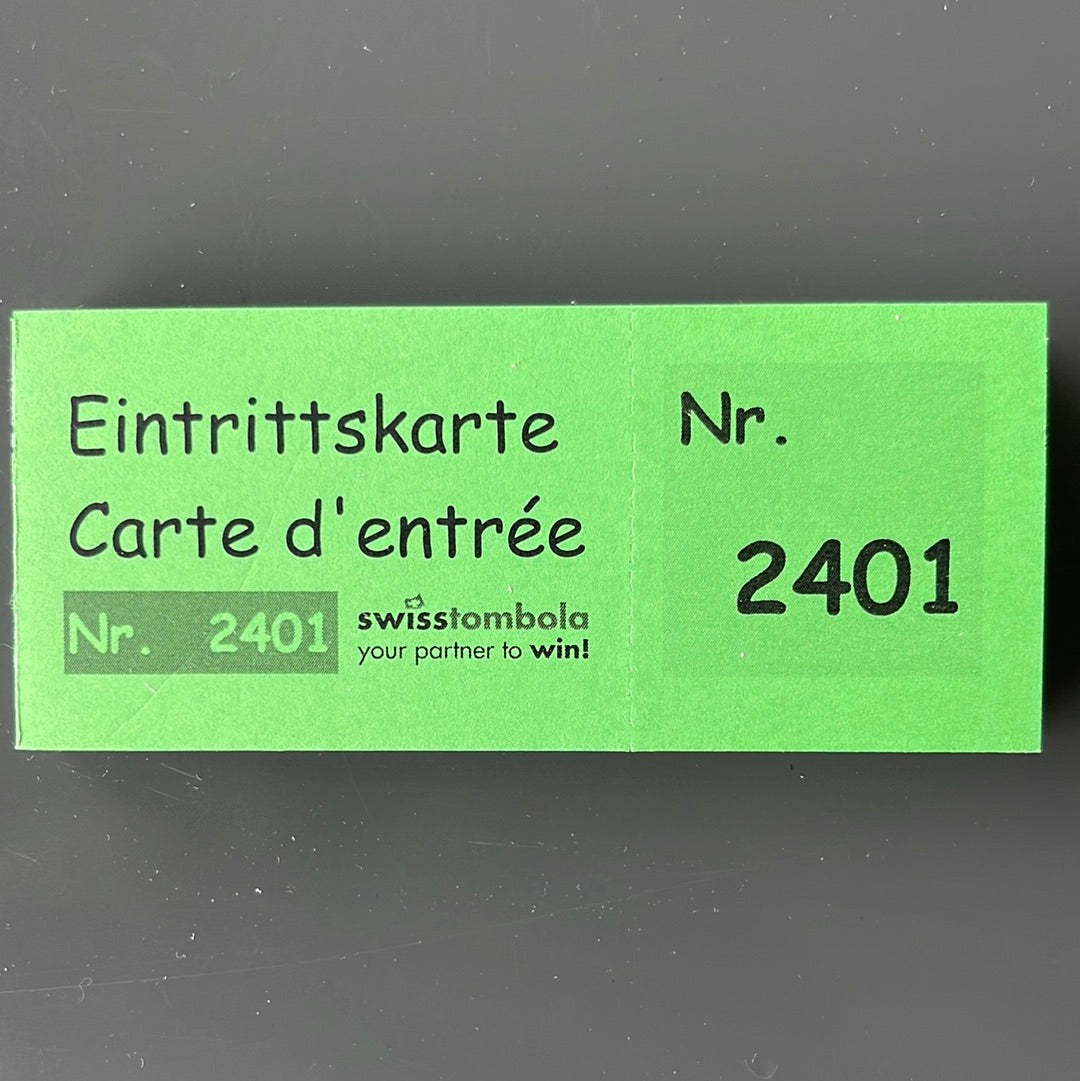 Eintrittskarte
Carte d'entrée
Nr. 2401
swisstombola
your partner to win!
Nr.
2401